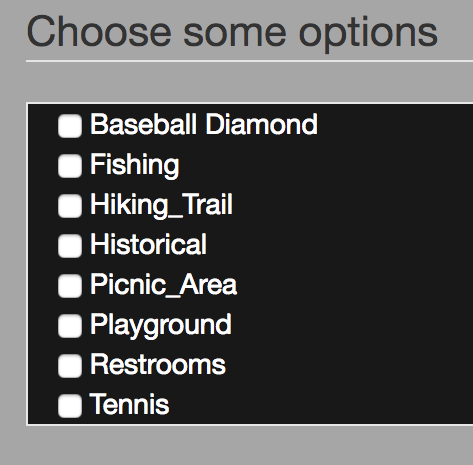 Choose some options
Baseball Diamond
Fishing
Hiking_Trail
Historical
Picnic_Area
Playground
Restrooms
Tennis